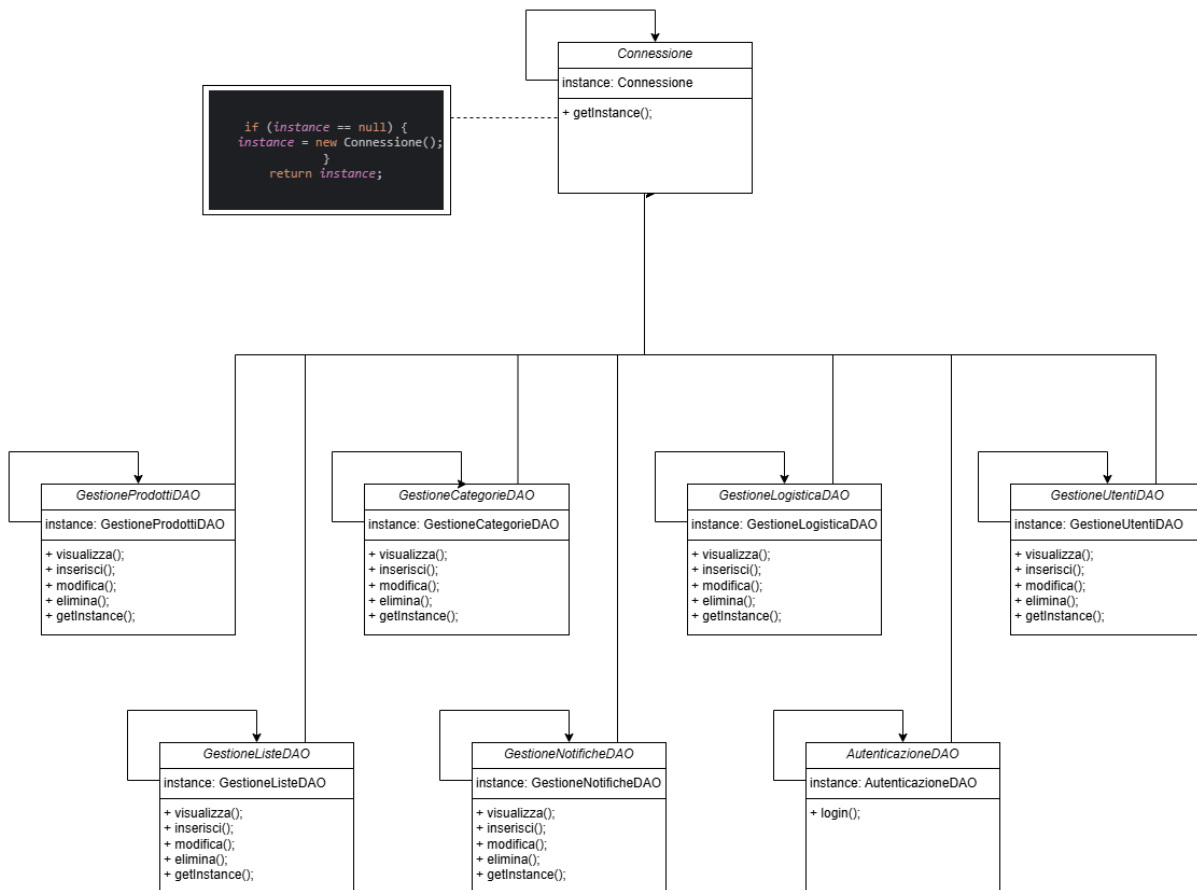 Connessione
instance: Connessione
+ getInstance();
if (instance == null) {
instance = new Connessione();
}
return instance;
GestioneProdottiDAO
instance: GestioneProdottiDAO
+ visualizza();
+ inserisci();
+ modifica();
+ elimina();
+ getInstance();
GestioneCategorieDAO
instance: GestioneCategorieDAO
+ visualizza();
+ inserisci();
+ modifica();
+ elimina();
+ getInstance();
GestioneLogisticaDAO
instance: GestioneLogisticaDAO
+ visualizza();
+ inserisci();
+ modifica();
+ elimina();
+ getInstance();
GestioneUtentiDAO
instance: GestioneUtentiDAO
+ visualizza();
+ inserisci();
+ modifica();
+ elimina();
+ getInstance();
GestioneListeDAO
instance: GestioneListeDAO
+ visualizza();
+ inserisci();
+ modifica();
+ elimina();
+ getInstance();
GestioneNotificheDAO
instance: GestioneNotificheDAO
+ visualizza();
+ inserisci();
+ modifica();
+ elimina();
+ getInstance();
AutenticazioneDAO
instance: AutenticazioneDAO
+ login();